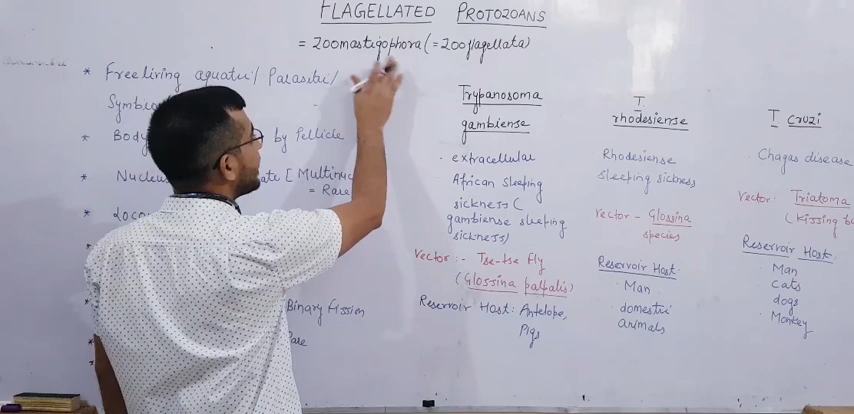 FLAGELLATED PROTOZOANS
= Zoomastigophora (= Zooflagellata)
* Free living aquatic / Parasitic /
Symbio
* Body by Pellicle
* Nucleus ate [Multinuc
= Rare
* Loco
Binary Fission
Rare
Trypanosoma
gambiense
. extracellular
. African sleeping
sickness (
gambiense sleeping
sickness)
Vector :- Tse-tse fly
(Glossina palpalis)
Reservoir Host : Antelope,
Pigs
T
rhodesiense
Rhodesiense
sleeping sickness
Vector - Glossina
species
Reservoir Host.
. Man
. domestic
animals
T cruzi
. Chagas disease
Vector: Triatoma
(Kissing bu
Reservoir Host.
. Man
. cats
dogs
. Monkey